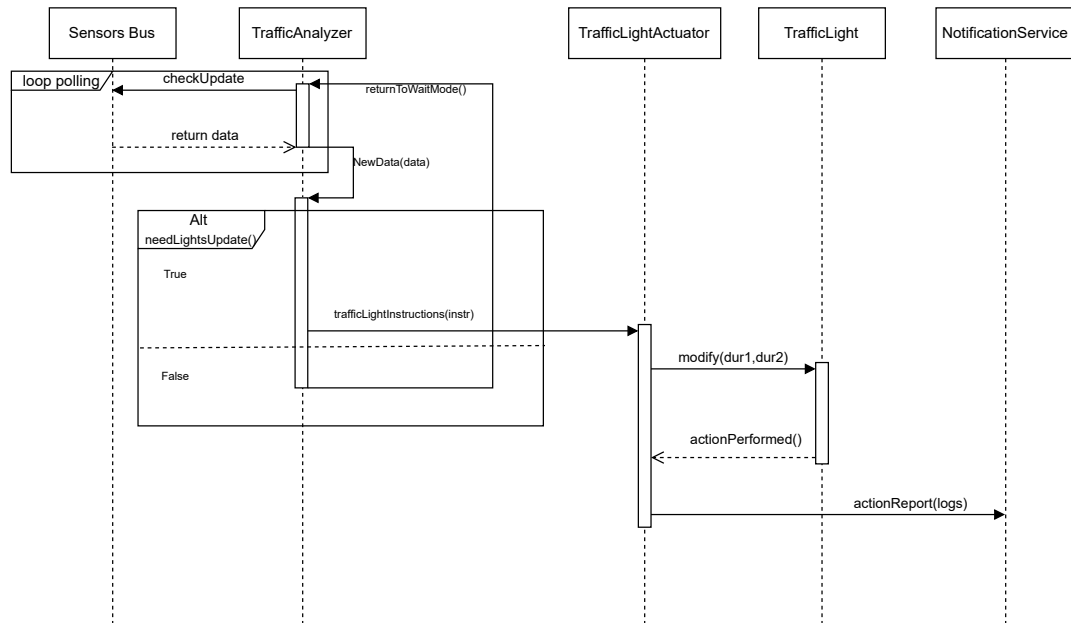 Sensors Bus
TrafficAnalyzer
TrafficLightActuator
TrafficLight
NotificationService
loop polling
checkUpdate
returnToWaitMode()
return data
NewData(data)
Alt
needLightsUpdate()
True
trafficLightInstructions(instr)
modify(dur1,dur2)
False
actionPerformed()
actionReport(logs)